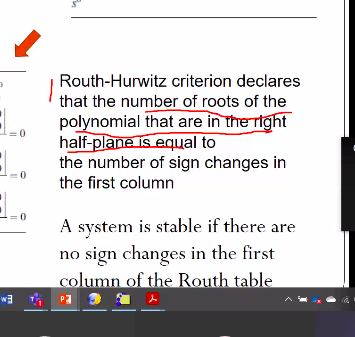 Routh-Hurwitz criterion declares
that the number of roots of the
polynomial that are in the right
half-plane is equal to
the number of sign changes in
the first column
A system is stable if there are
no sign changes in the first
column of the Routh table
= 0
= 0
= 0